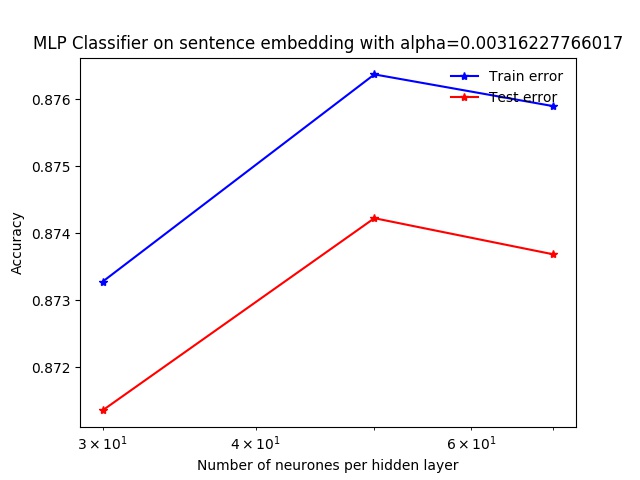 MLP Classifier on sentence embedding with alpha=0.00316227766017
Train error
Test error
0.876
0.875
0.874
0.873
0.872
Accuracy
3 × 10¹
4 × 10¹
6 × 10¹
Number of neurones per hidden layer